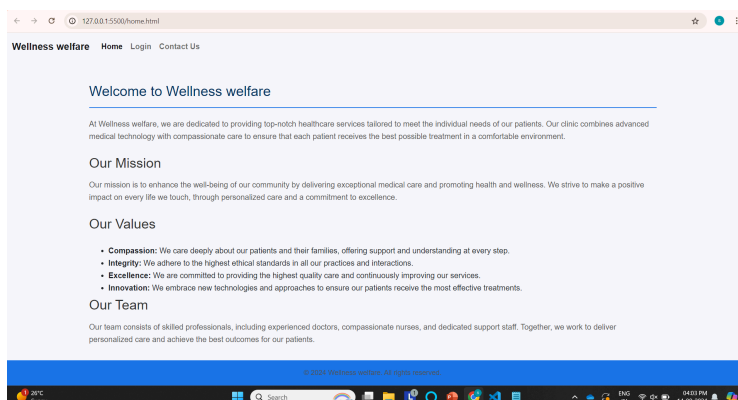 127.0.0.1:5500/home.html
Wellness welfare Home Login Contact Us
Welcome to Wellness welfare
At Wellness welfare, we are dedicated to providing top-notch healthcare services tailored to meet the individual needs of our patients. Our clinic combines advanced
medical technology with compassionate care to ensure that each patient receives the best possible treatment in a comfortable environment.
Our Mission
Our mission is to enhance the well-being of our community by delivering exceptional medical care and promoting health and wellness. We strive to make a positive
impact on every life we touch, through personalized care and a commitment to excellence.
Our Values
• Compassion: We care deeply about our patients and their families, offering support and understanding at every step.
• Integrity: We adhere to the highest ethical standards in all our practices and interactions.
• Excellence: We are committed to providing the highest quality care and continuously improving our services.
• Innovation: We embrace new technologies and approaches to ensure our patients receive the most effective treatments.
Our Team
Our team consists of skilled professionals, including experienced doctors, compassionate nurses, and dedicated support staff. Together, we work to deliver
personalized care and achieve the best outcomes for our patients.
© 2024 Wellness welfare. All rights reserved.
26°C Search ENG 04:03 PM